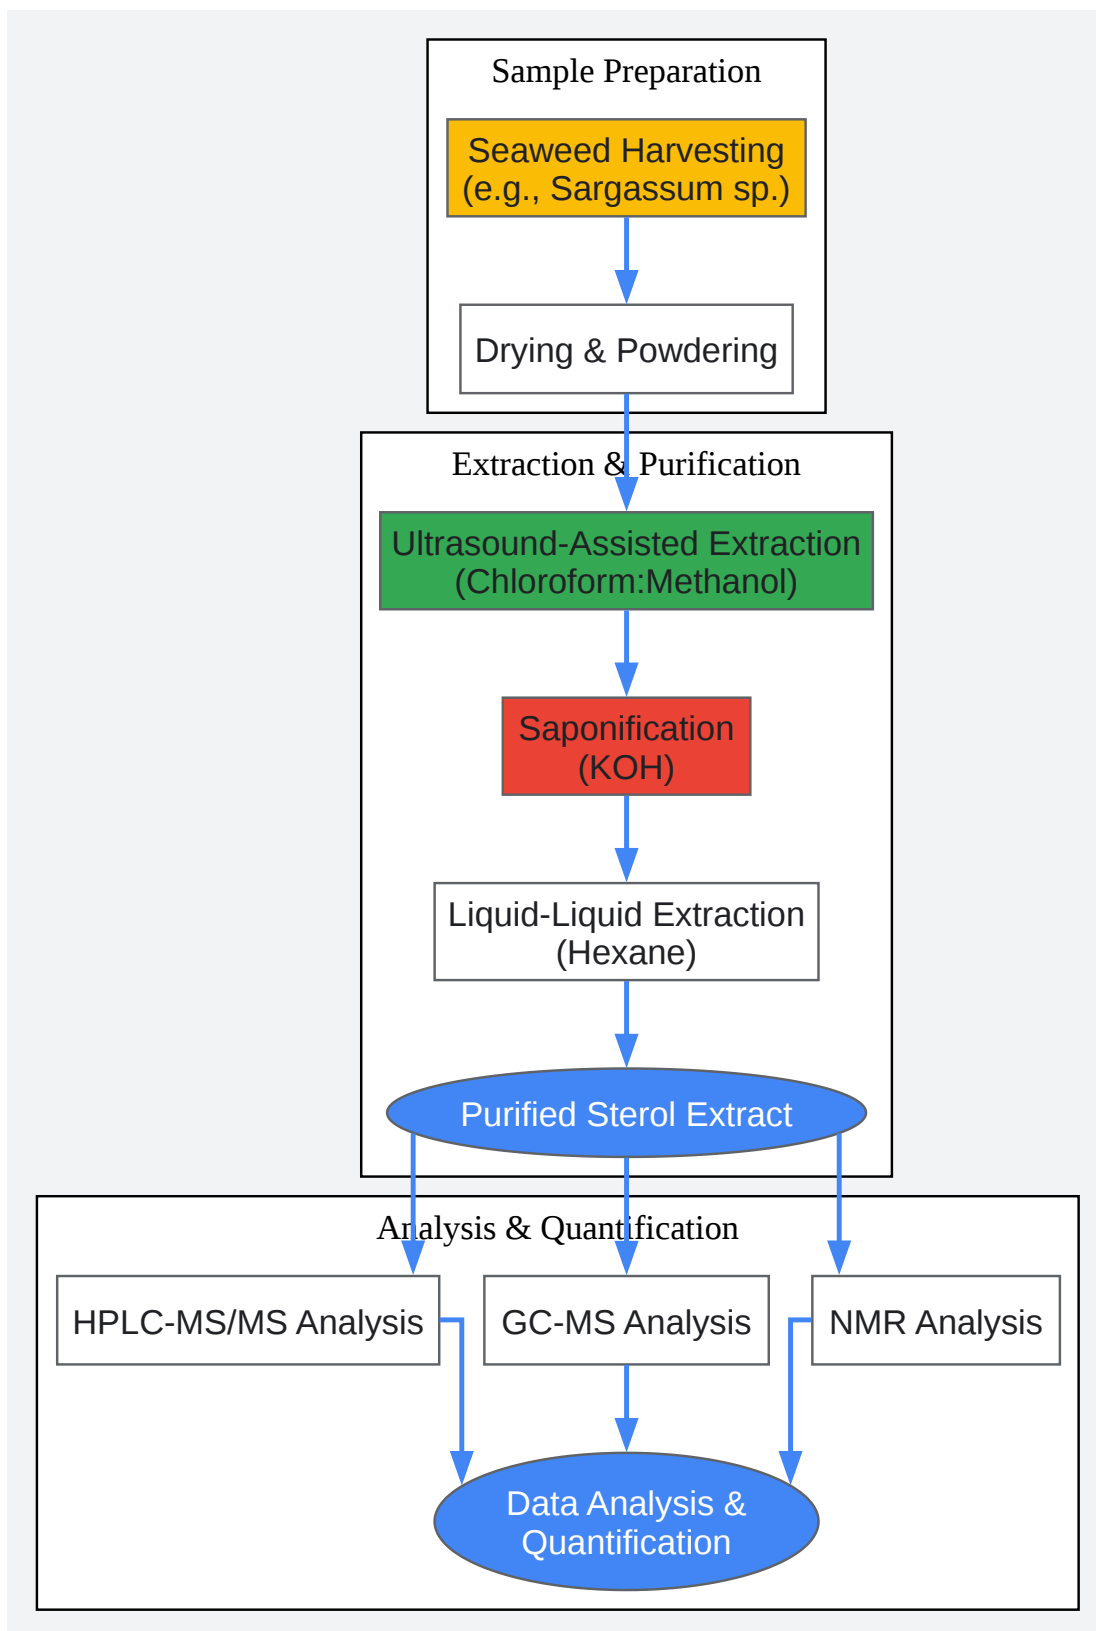 Sample Preparation
Seaweed Harvesting
(e.g., Sargassum sp.)
Drying & Powdering
Extraction & Purification
Ultrasound-Assisted Extraction
(Chloroform:Methanol)
Saponification
(KOH)
Liquid-Liquid Extraction
(Hexane)
Purified Sterol Extract
Analysis & Quantification
HPLC-MS/MS Analysis
GC-MS Analysis
NMR Analysis
Data Analysis &
Quantification